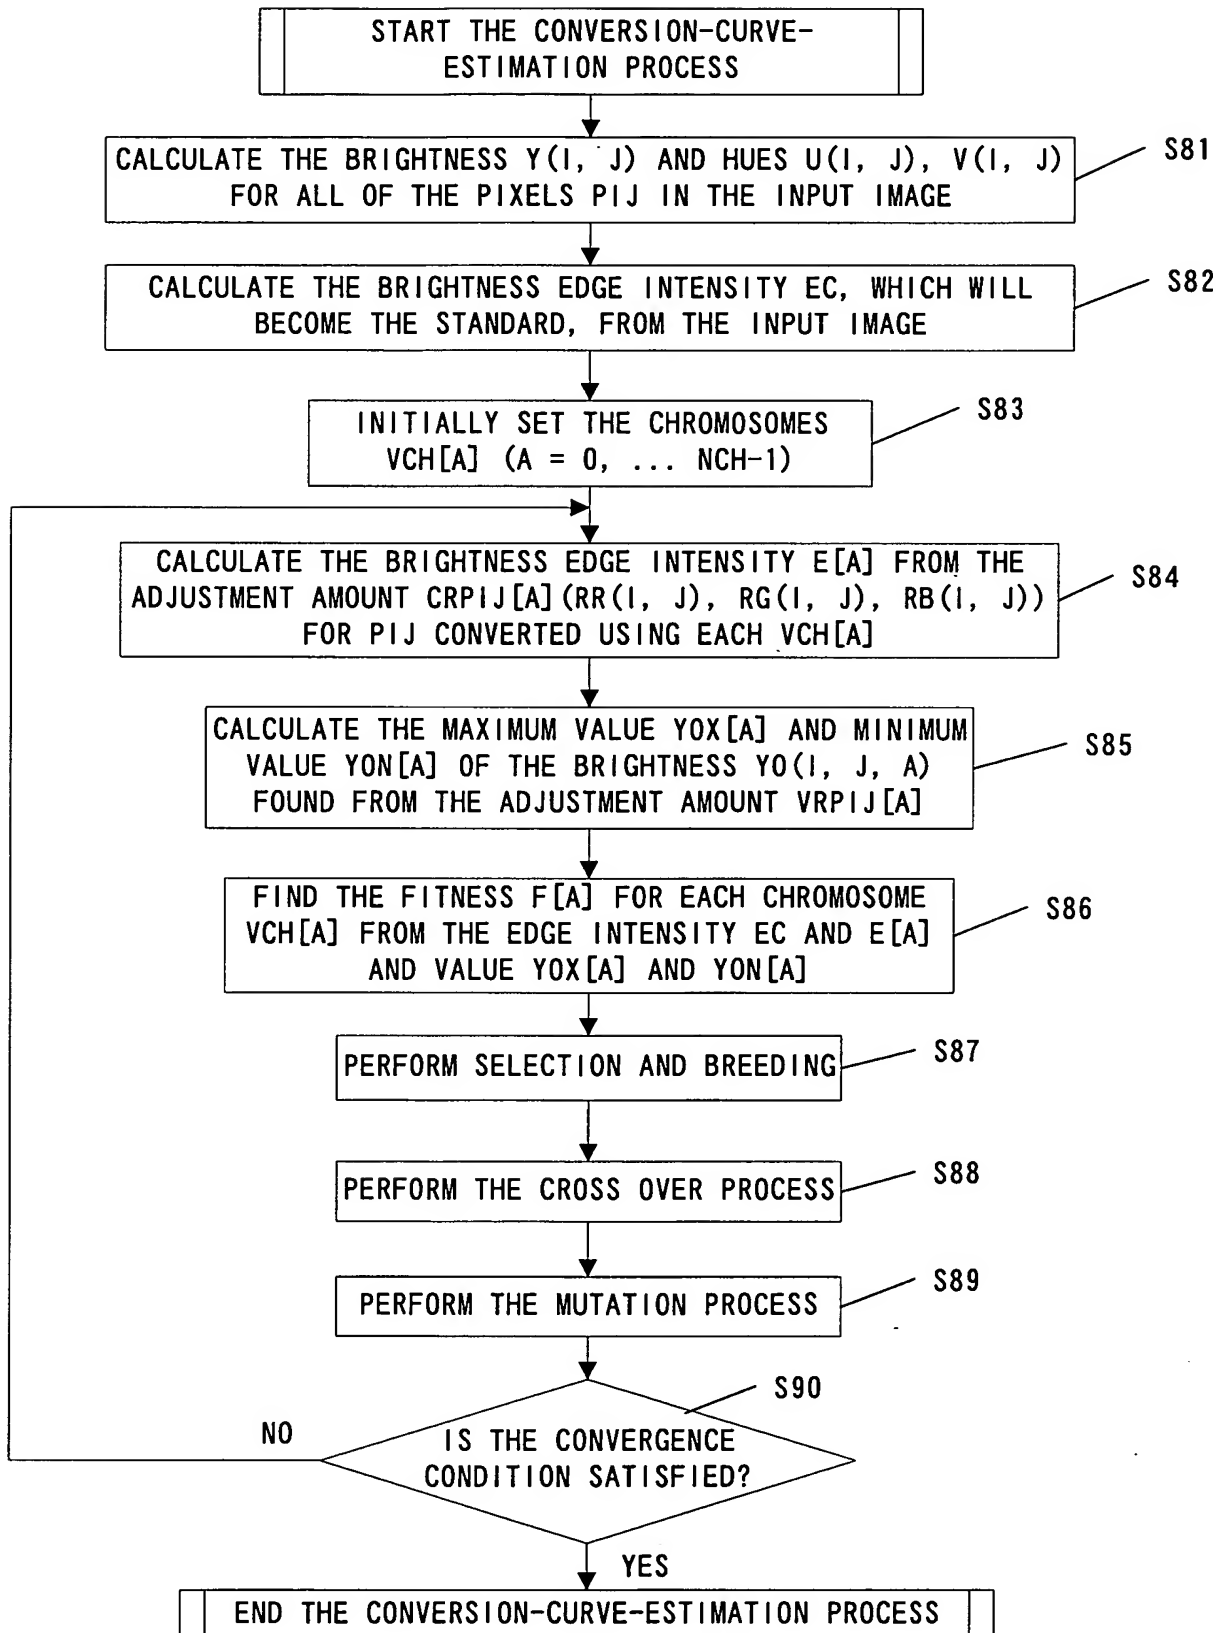 START THE CONVERSION-CURVE-
ESTIMATION PROCESS
CALCULATE THE BRIGHTNESS Y(I, J) AND HUES U(I, J), V(I, J)
FOR ALL OF THE PIXELS PIJ IN THE INPUT IMAGE
S81
CALCULATE THE BRIGHTNESS EDGE INTENSITY EC, WHICH WILL
BECOME THE STANDARD, FROM THE INPUT IMAGE
S82
INITIALLY SET THE CHROMOSOMES
VCH[A] (A = 0, ... NCH-1)
S83
CALCULATE THE BRIGHTNESS EDGE INTENSITY E[A] FROM THE
ADJUSTMENT AMOUNT CRPIJ[A](RR(I, J), RG(I, J), RB(I, J))
FOR PIJ CONVERTED USING EACH VCH[A]
S84
CALCULATE THE MAXIMUM VALUE YOX[A] AND MINIMUM
VALUE YON[A] OF THE BRIGHTNESS YO(I, J, A)
FOUND FROM THE ADJUSTMENT AMOUNT VRPIJ[A]
S85
FIND THE FITNESS F[A] FOR EACH CHROMOSOME
VCH[A] FROM THE EDGE INTENSITY EC AND E[A]
AND VALUE YOX[A] AND YON[A]
S86
PERFORM SELECTION AND BREEDING
S87
PERFORM THE CROSS OVER PROCESS
S88
PERFORM THE MUTATION PROCESS
S89
S90
IS THE CONVERGENCE
CONDITION SATISFIED?
NO
YES
END THE CONVERSION-CURVE-ESTIMATION PROCESS